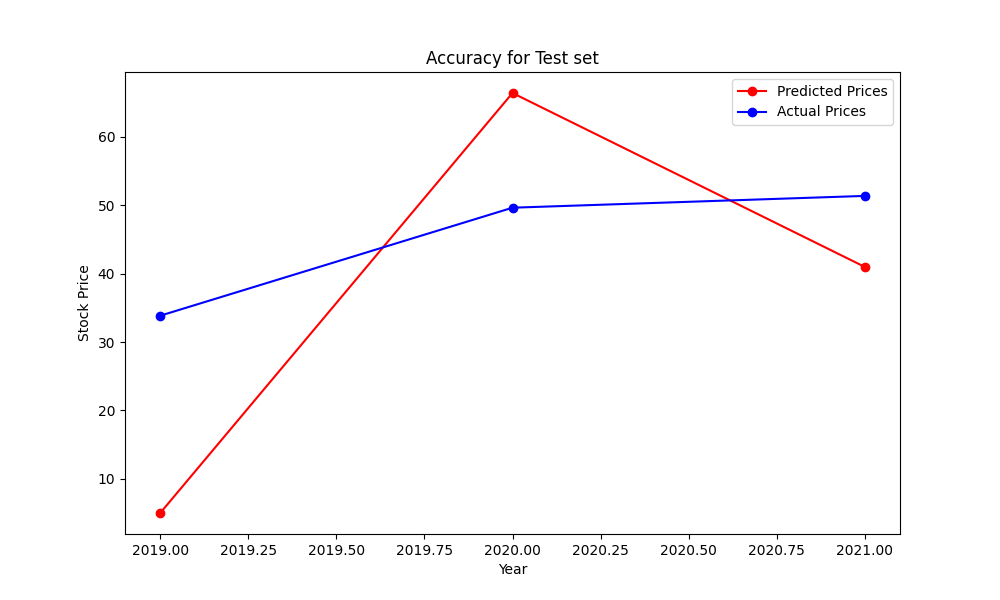 Accuracy for Test set
Predicted Prices
Actual Prices
Stock Price
60
50
40
30
20
10
2019.00 2019.25 2019.50 2019.75 2020.00 2020.25 2020.50 2020.75 2021.00
Year